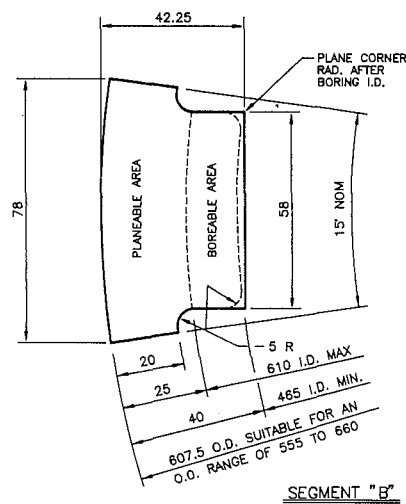 42.25
PLANE CORNER
RAD. AFTER
BORING I.D.
78
PLANEABLE AREA
BOREABLE AREA
58
15' NOM
5 R
20
610 I.D. MAX
25
465 I.D. MIN.
40
607.5 O.D. SUITABLE FOR AN
O.D. RANGE OF 555 TO 660
SEGMENT "B"